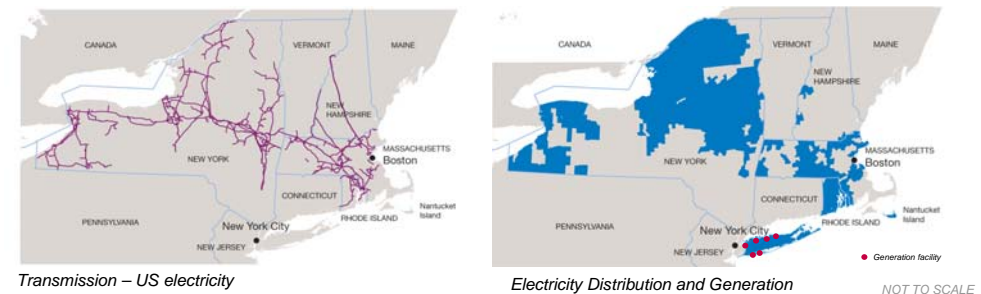 CANADA
VERMONT
MAINE
NEW
HAMPSHIRE
MASSACHUSETTS
Boston
NEW YORK
CONNECTICUT
RHODE ISLAND
Nantucket
Island
PENNSYLVANIA
New York City
NEW JERSEY
Transmission – US electricity
CANADA
VERMONT
MAINE
NEW
HAMPSHIRE
MASSACHUSETTS
Boston
NEW YORK
CONNECTICUT
RHODE ISLAND
Nantucket
Island
PENNSYLVANIA
New York City
NEW JERSEY
Generation facility
Electricity Distribution and Generation
NOT TO SCALE